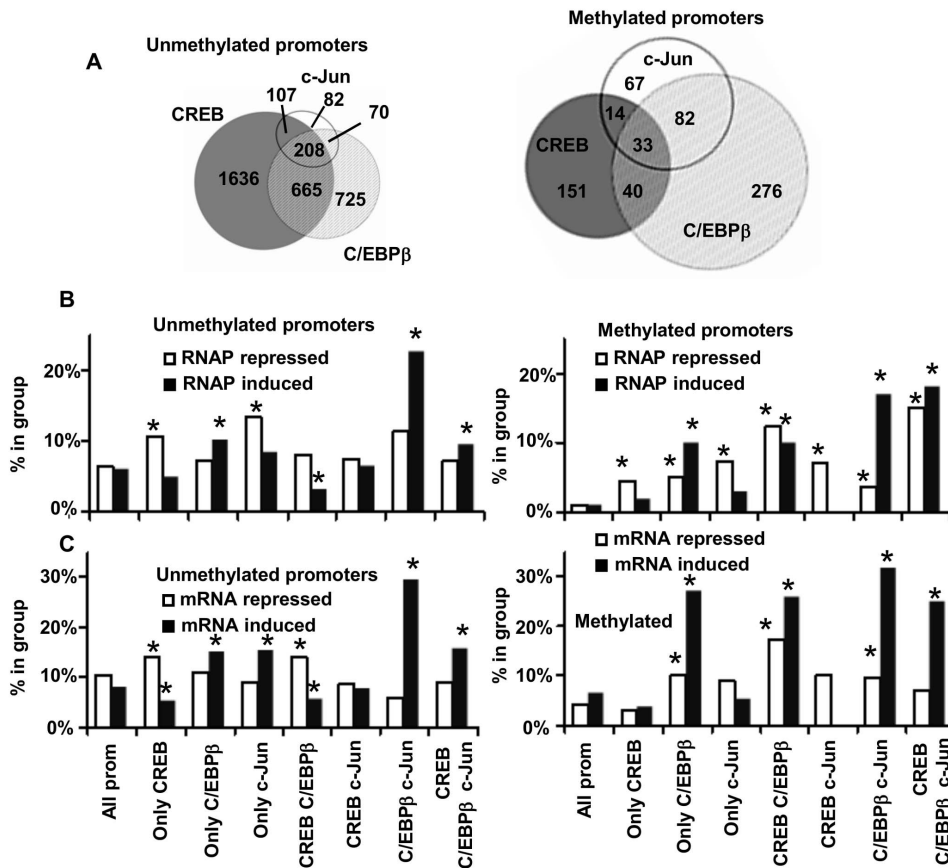 A
Unmethylated promoters
CREB
107
c-Jun
82
70
208
1636
665
725
C/EBPβ
Methylated promoters
c-Jun
67
14
82
CREB
33
151
40
276
C/EBPβ
B
Unmethylated promoters
RNAP repressed
RNAP induced
% in group
20%
10%
0%
* * * * * *
Methylated promoters
RNAP repressed
RNAP induced
% in group
20%
10%
0%
* * * * * * * * * * *
C
Unmethylated promoters
mRNA repressed
mRNA induced
% in group
30%
20%
10%
0%
* * * * * * * *
All prom
Only CREB
Only C/EBPβ
Only c-Jun
CREB C/EBPβ
CREB c-Jun
C/EBPβ c-Jun
CREB
C/EBPβ c-Jun
mRNA repressed
mRNA induced
Methylated
% in group
30%
20%
10%
0%
* * * * * * *
All prom
Only CREB
Only C/EBPβ
Only c-Jun
CREB C/EBPβ
CREB c-Jun
C/EBPβ c-Jun
CREB
C/EBPβ c-Jun